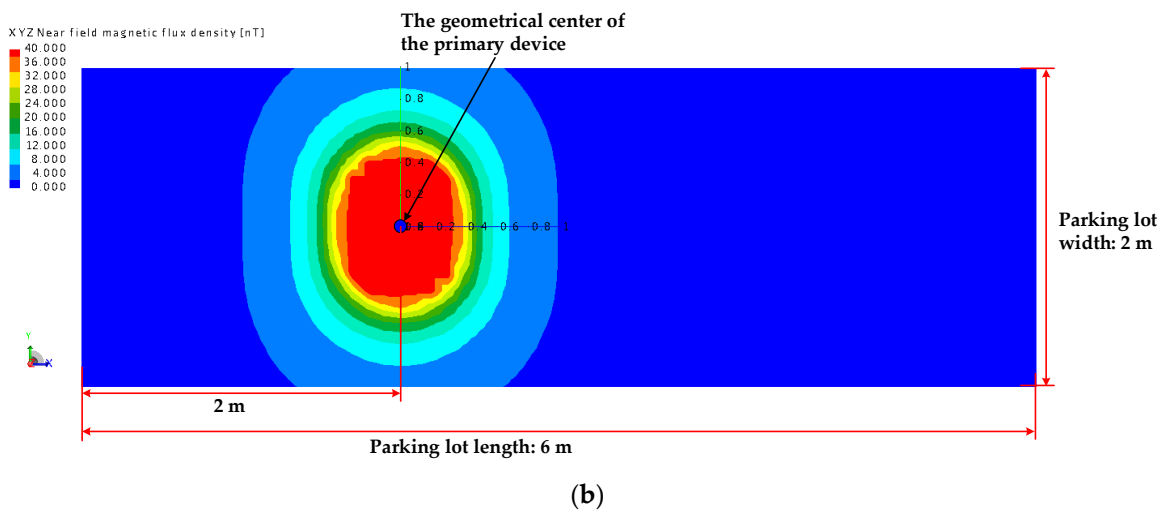 The geometrical center of
the primary device
XYZ Near field magnetic flux density [nT]
40.000
36.000
32.000
28.000
24.000
20.000
16.000
12.000
8.000
4.000
0.000
1
0.8
0.6
0.4
0.2
0.2 0.4 0.6 0.8 1
Parking lot
width: 2 m
Y
X
2 m
Parking lot length: 6 m
(b)